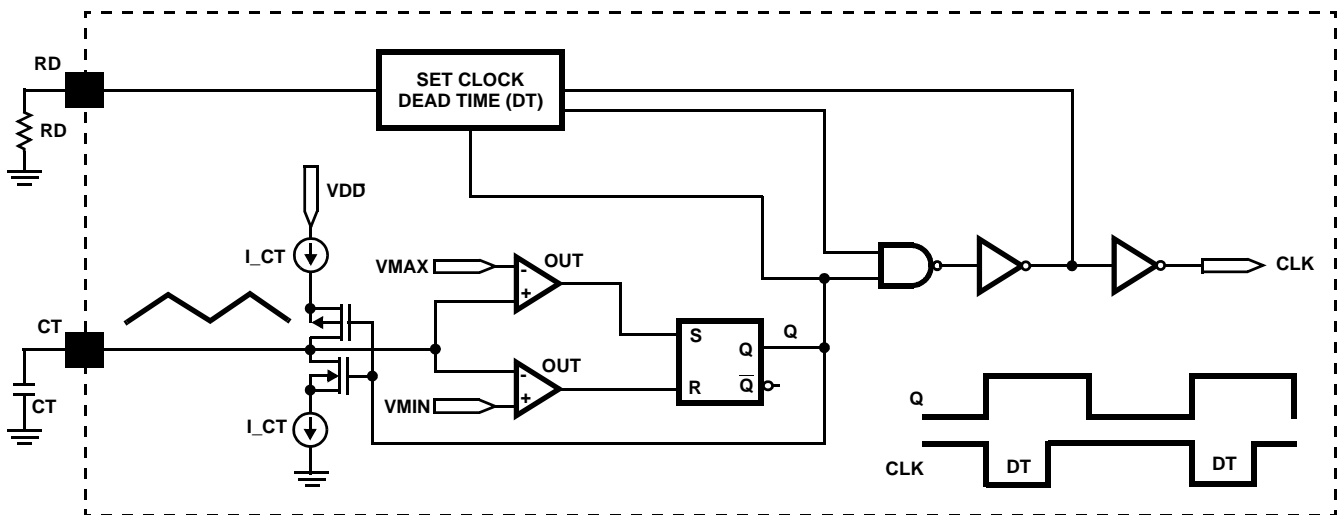 RD
SET CLOCK
DEAD TIME (DT)
RD
VDD
I_CT
VMAX
-
+
OUT
CLK
CT
S
Q
Q
R
Q
-
+
OUT
VMIN
CT
I_CT
Q
CLK
DT
DT